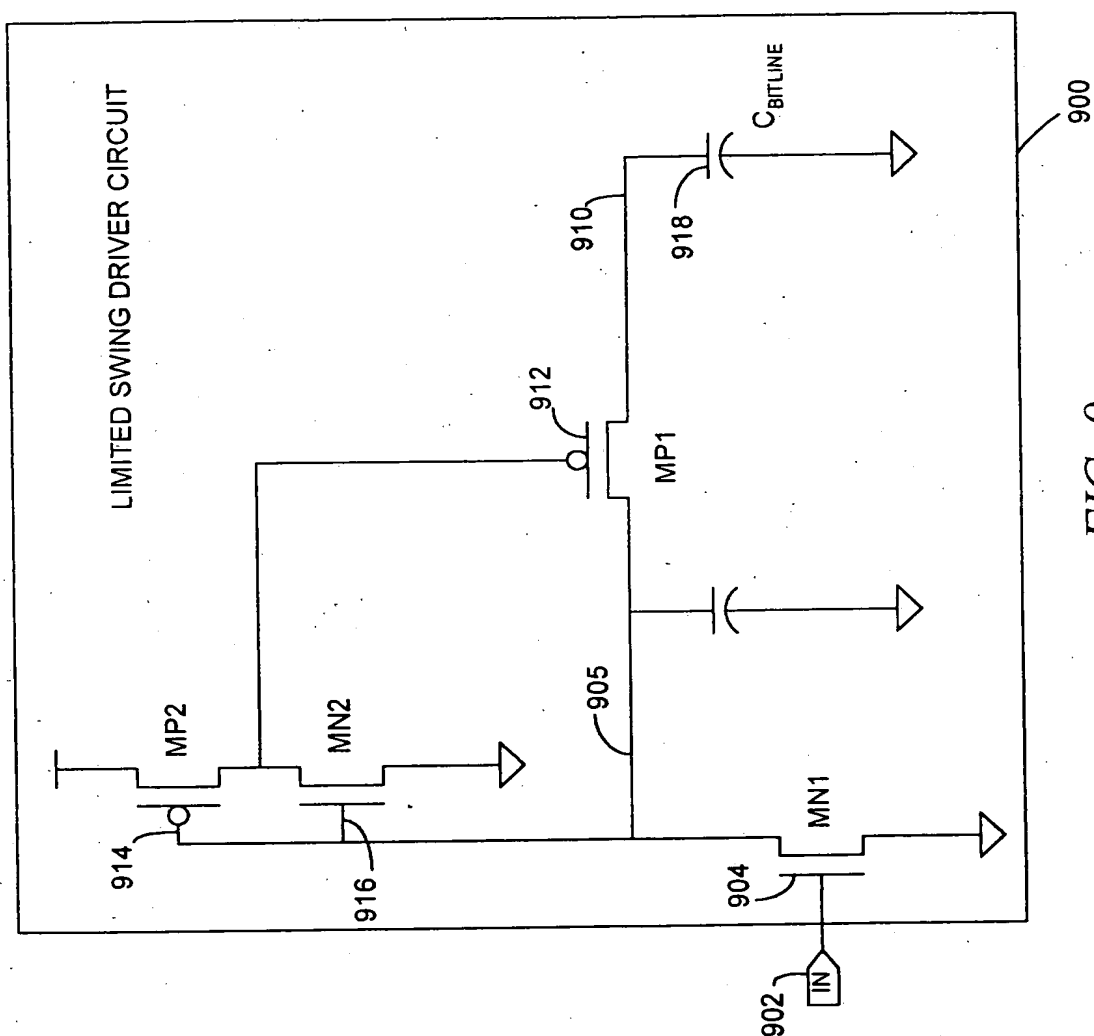 LIMITED SWING DRIVER CIRCUIT
914
MP2
916
MN2
912
MP1
905
910
918
C BITLINE
902
IN
904
MN1
900
FIG. 9